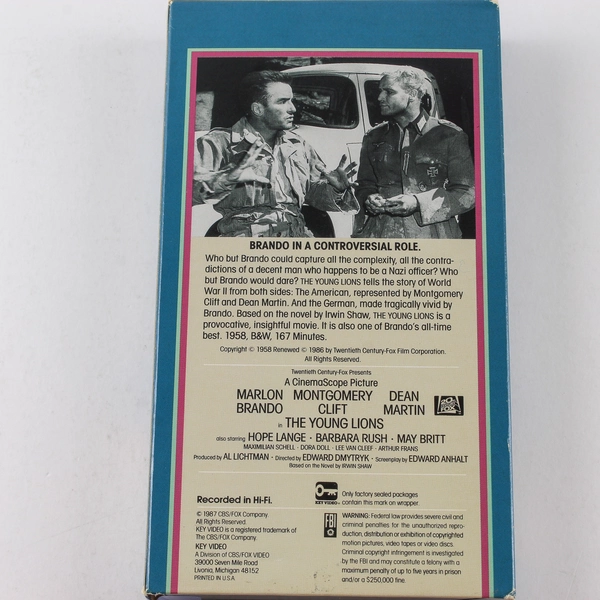 BRANDO IN A CONTROVERSIAL ROLE.
Who but Brando could capture all the complexity, all the contra-
dictions of a decent man who happens to be a Nazi officer? Who
but Brando would dare? THE YOUNG LIONS tells the story of World
War II from both sides: The American, represented by Montgomery
Clift and Dean Martin. And the German, made tragically vivid by
Brando. Based on the novel by Irwin Shaw, THE YOUNG LIONS is a
provocative, insightful movie. It is also one of Brando's all-time
best. 1958, B&W, 167 Minutes.
Copyright © 1958 Renewed © 1986 by Twentieth Century-Fox Film Corporation.
All Rights Reserved.
Twentieth Century-Fox Presents
A CinemaScope Picture
MARLON MONTGOMERY DEAN
BRANDO CLIFT MARTIN
20th CENTURY FOX
in THE YOUNG LIONS
also starring HOPE LANGE · BARBARA RUSH · MAY BRITT
MAXIMILIAN SCHELL · DORA DOLL · LEE VAN CLEEF · ARTHUR FRANS
Produced by AL LICHTMAN · Directed by EDWARD DMYTRYK · Screenplay by EDWARD ANHALT
Based on the Novel by IRWIN SHAW
Recorded in Hi-Fi.
KEY VIDEO
Only factory sealed packages
contain this mark on wrapper.
© 1987 CBS/FOX Company.
All Rights Reserved.
KEY VIDEO is a registered trademark of
The CBS/FOX Company.
KEY VIDEO
A Division of CBS/FOX VIDEO
39000 Seven Mile Road
Livonia, Michigan 48152
PRINTED IN U.S.A.
FBI
WARNING: Federal law provides severe civil and
criminal penalties for the unauthorized repro-
duction, distribution or exhibition of copyrighted
motion pictures, video tapes or video discs.
Criminal copyright infringement is investigated
by the FBI and may constitute a felony with a
maximum penalty of up to five years in prison
and/or a $250,000 fine.